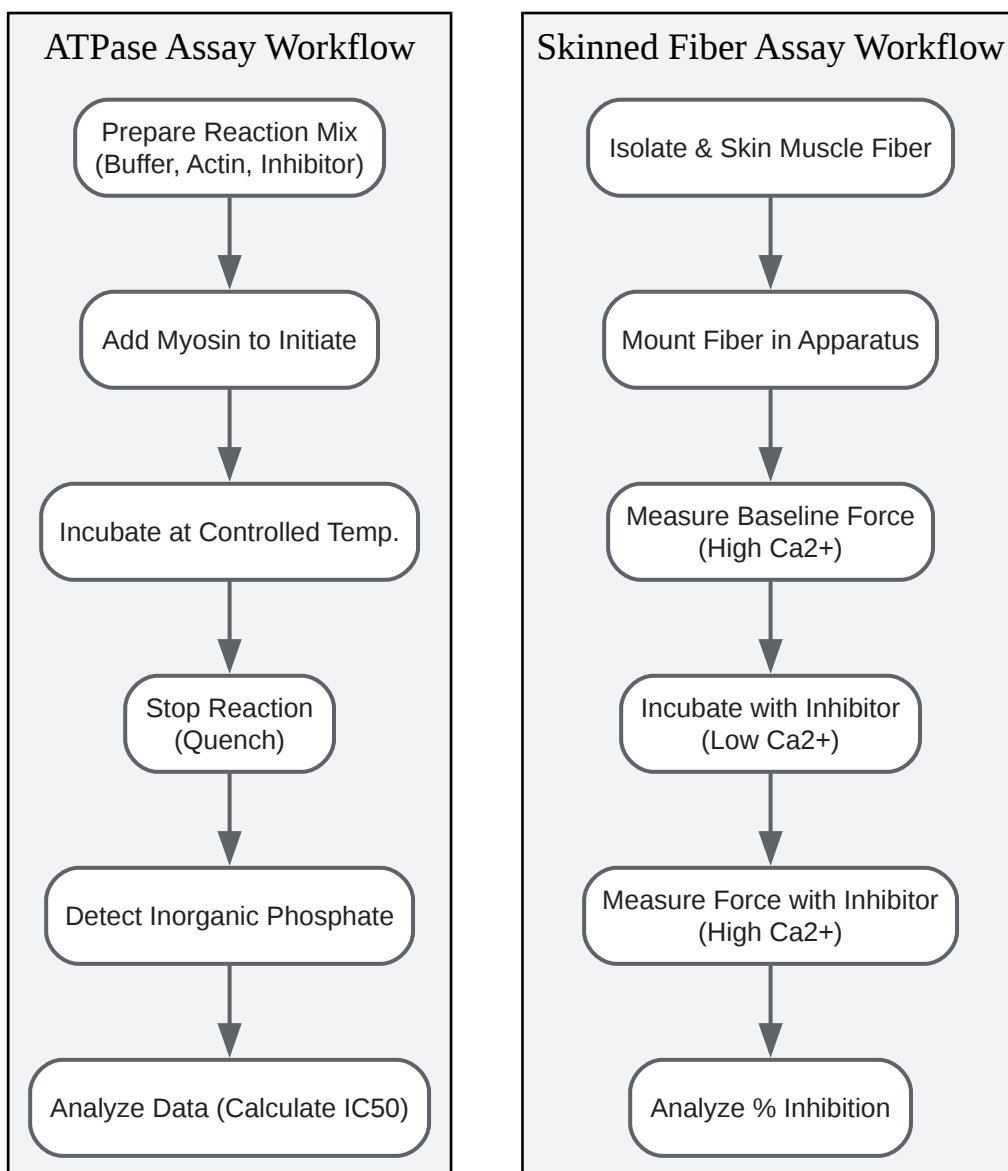 ATPase Assay Workflow
Prepare Reaction Mix
(Buffer, Actin, Inhibitor)
Add Myosin to Initiate
Incubate at Controlled Temp.
Stop Reaction
(Quench)
Detect Inorganic Phosphate
Analyze Data (Calculate IC50)
Skinned Fiber Assay Workflow
Isolate & Skin Muscle Fiber
Mount Fiber in Apparatus
Measure Baseline Force
(High Ca2+)
Incubate with Inhibitor
(Low Ca2+)
Measure Force with Inhibitor
(High Ca2+)
Analyze % Inhibition